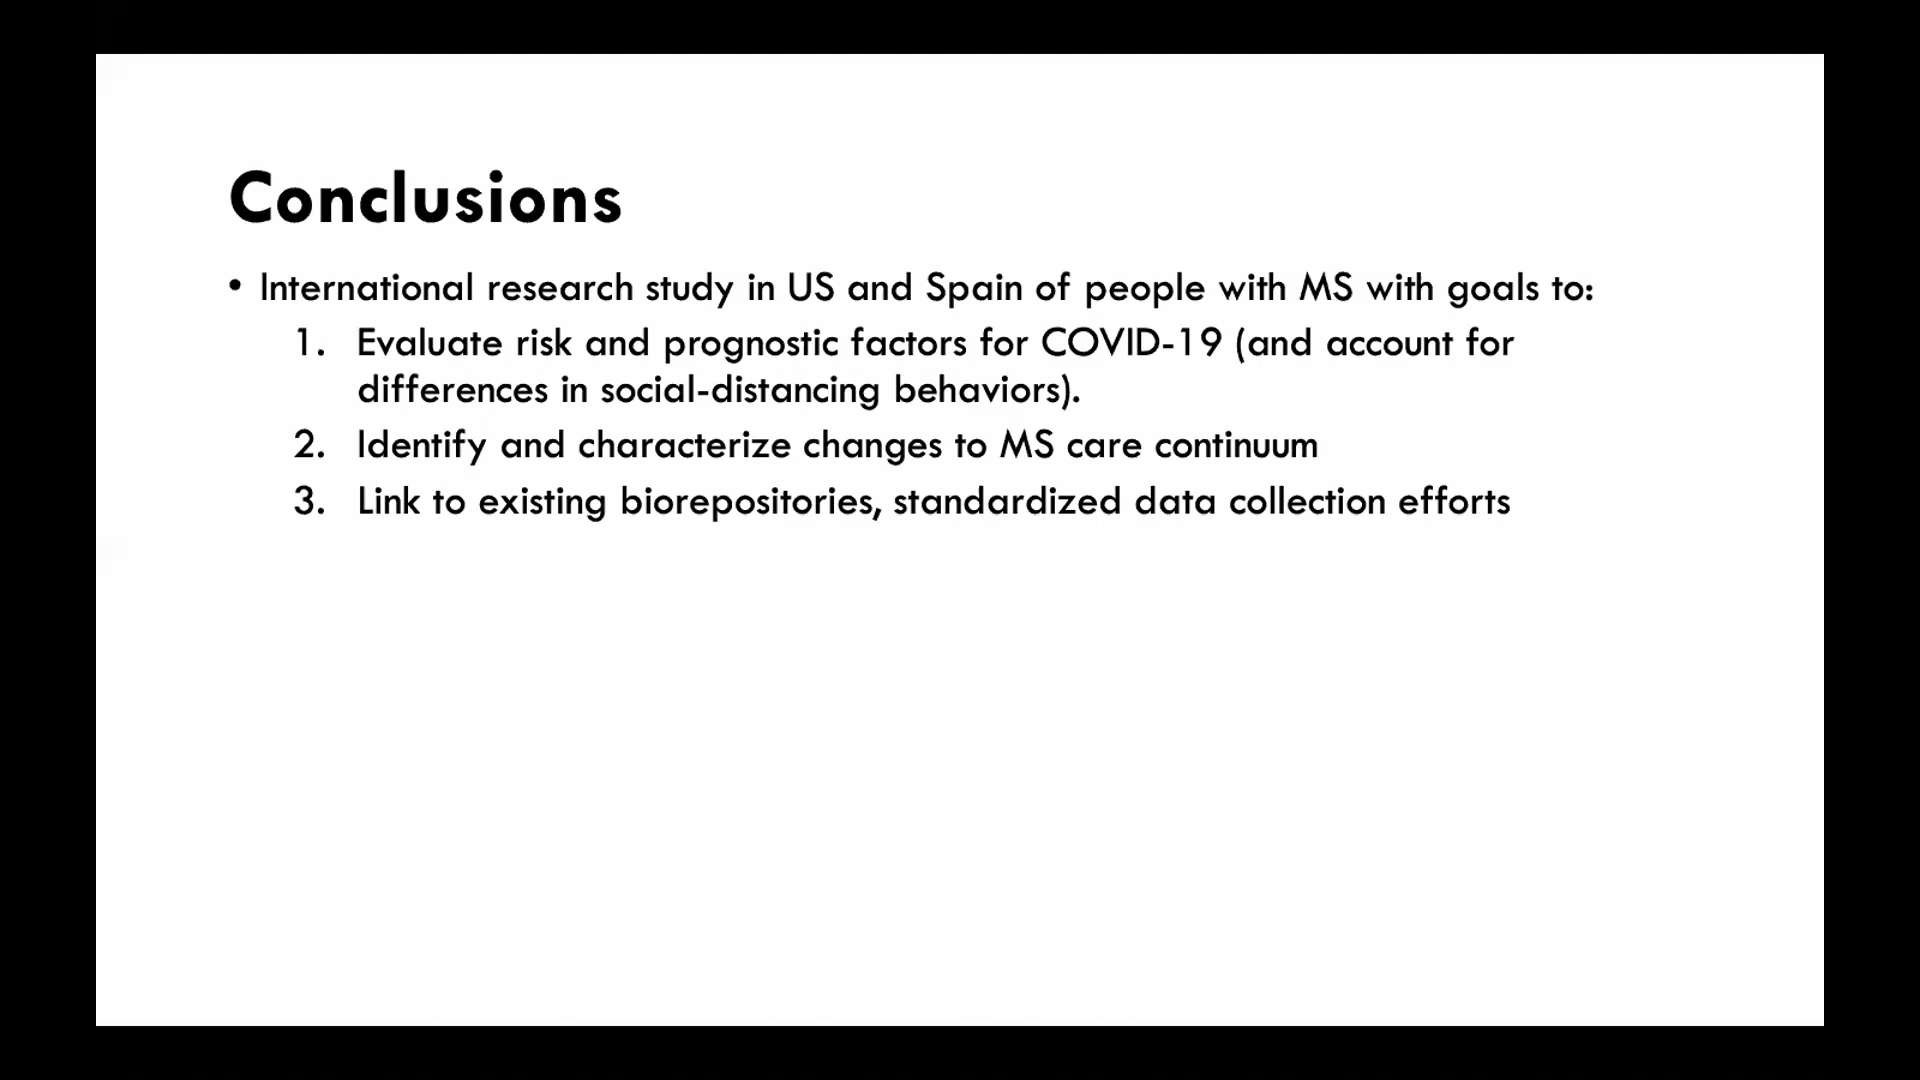 Conclusions
• International research study in US and Spain of people with MS with goals to:
1. Evaluate risk and prognostic factors for COVID-19 (and account for
differences in social-distancing behaviors).
2. Identify and characterize changes to MS care continuum
3. Link to existing biorepositories, standardized data collection efforts